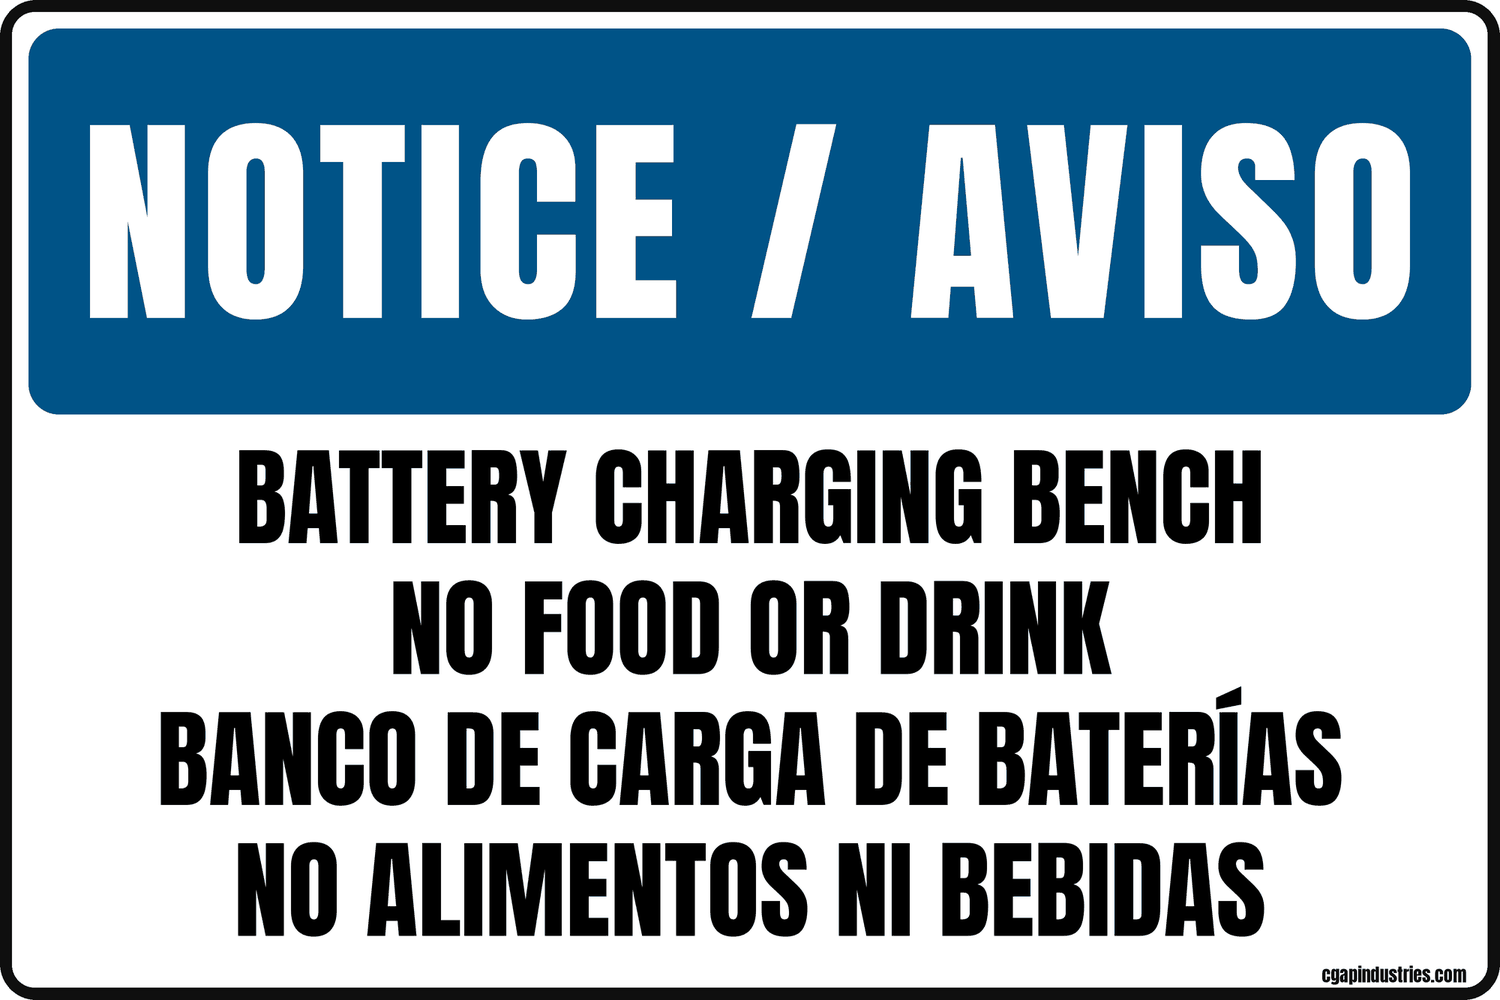 NOTICE / AVISO
BATTERY CHARGING BENCH
NO FOOD OR DRINK
BANCO DE CARGA DE BATERÍAS
NO ALIMENTOS NI BEBIDAS
cgapindustries.com